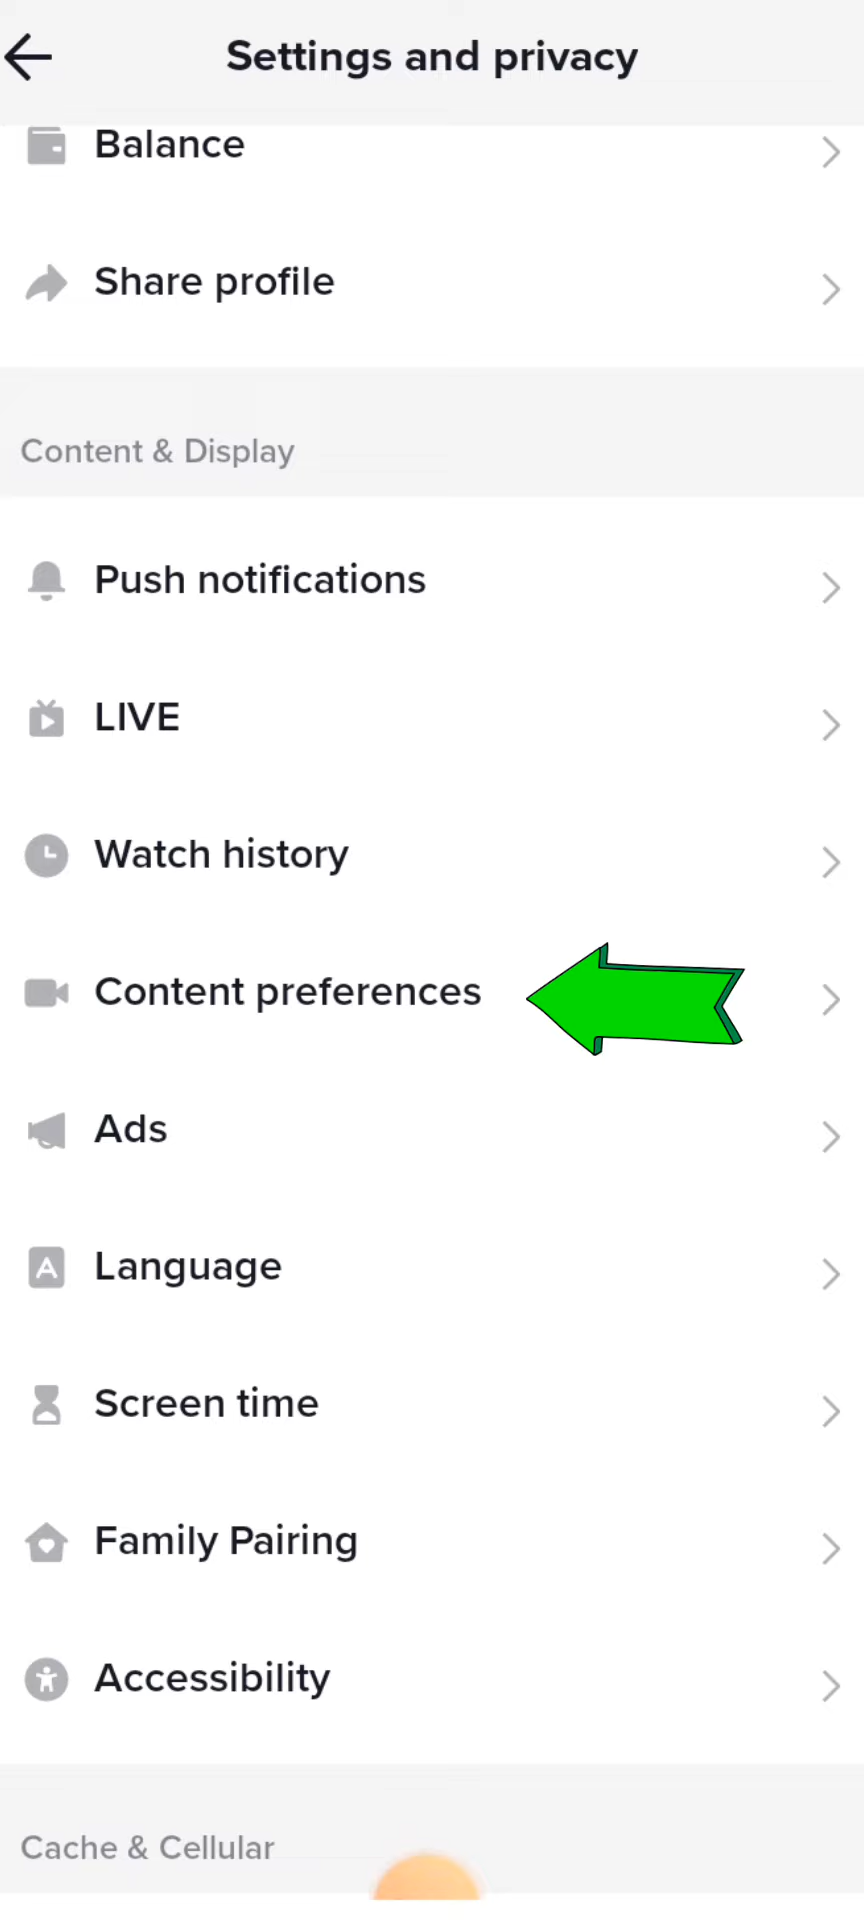 Settings and privacy
Balance
Share profile
Content & Display
Push notifications
LIVE
Watch history
Content preferences
Ads
A Language
Screen time
Family Pairing
Accessibility
Cache & Cellular